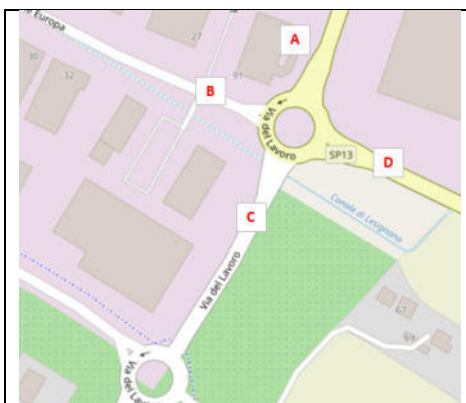 Europa
27
A
30
32
91
B
Via del Lavoro
SP13
D
C
Canale di Lesignano
Via del Lavoro
67
69
Via del Lavoro